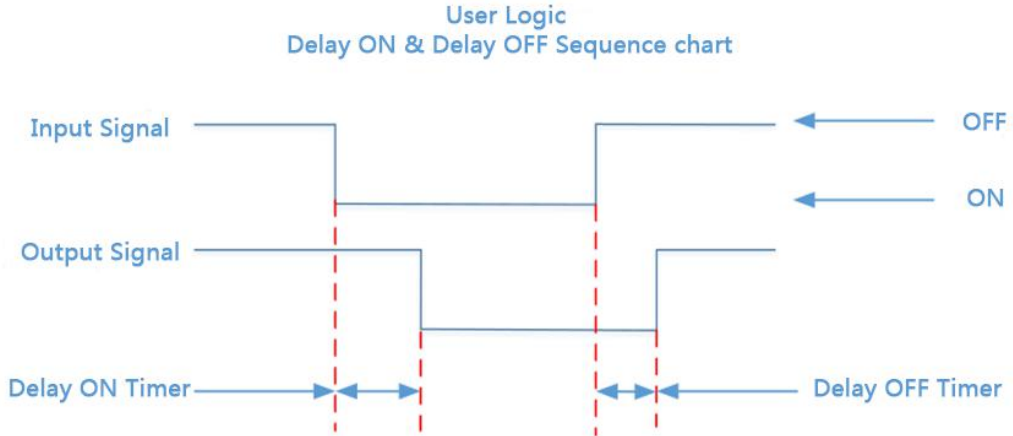 User Logic
Delay ON & Delay OFF Sequence chart
Input Signal
OFF
ON
Output Signal
Delay ON Timer
Delay OFF Timer